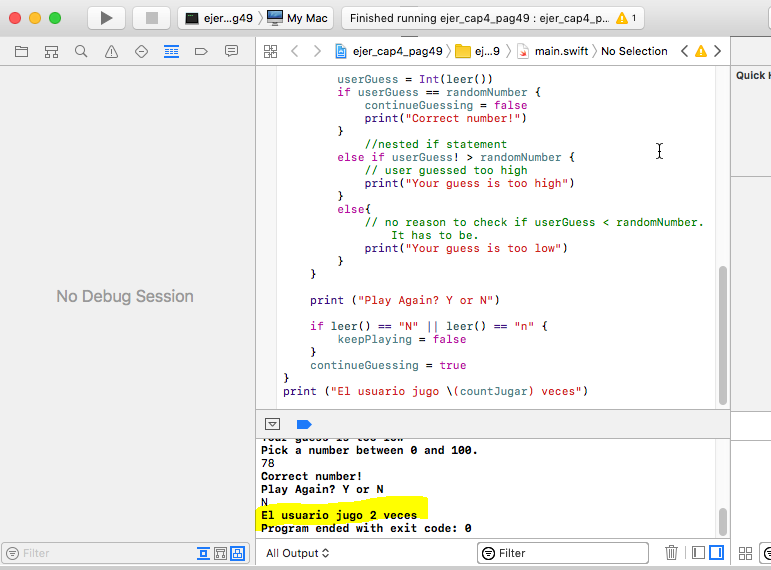 ejer...g49 〉 My Mac
Finished running ejer_cap4_pag49 : ejer_cap4_p... 1
ejer_cap4_pag49 〉 ej...9 〉 main.swift 〉 No Selection
Quick
userGuess = Int(leer())
if userGuess == randomNumber {
continueGuessing = false
print("Correct number!")
}
//nested if statement
else if userGuess! > randomNumber {
// user guessed too high
print("Your guess is too high")
}
else{
// no reason to check if userGuess < randomNumber.
It has to be.
print("Your guess is too low")
}
}
No Debug Session
print ("Play Again? Y or N")
if leer() == "N" || leer() == "n" {
keepPlaying = false
}
continueGuessing = true
}
print ("El usuario jugo \(countJugar) veces")
Your guess is too low
Pick a number between 0 and 100.
78
Correct number!
Play Again? Y or N
N
El usuario jugo 2 veces
Program ended with exit code: 0
Filter
All Output
Filter